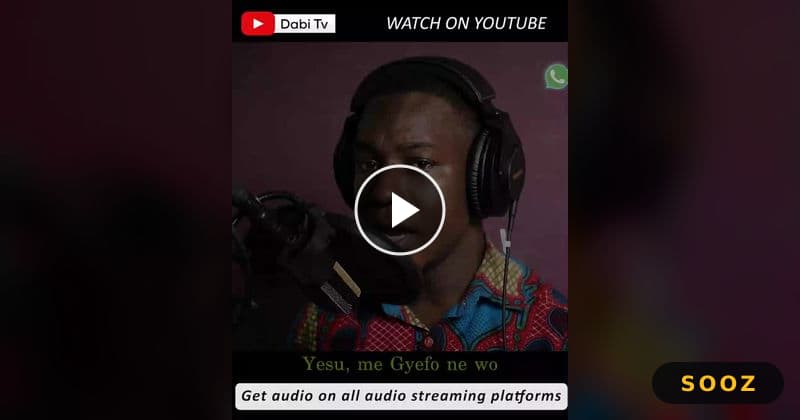 Dabi Tv
WATCH ON YOUTUBE
Yesu, me Gyefo ne wo
Get audio on all audio streaming platforms
SOOZ